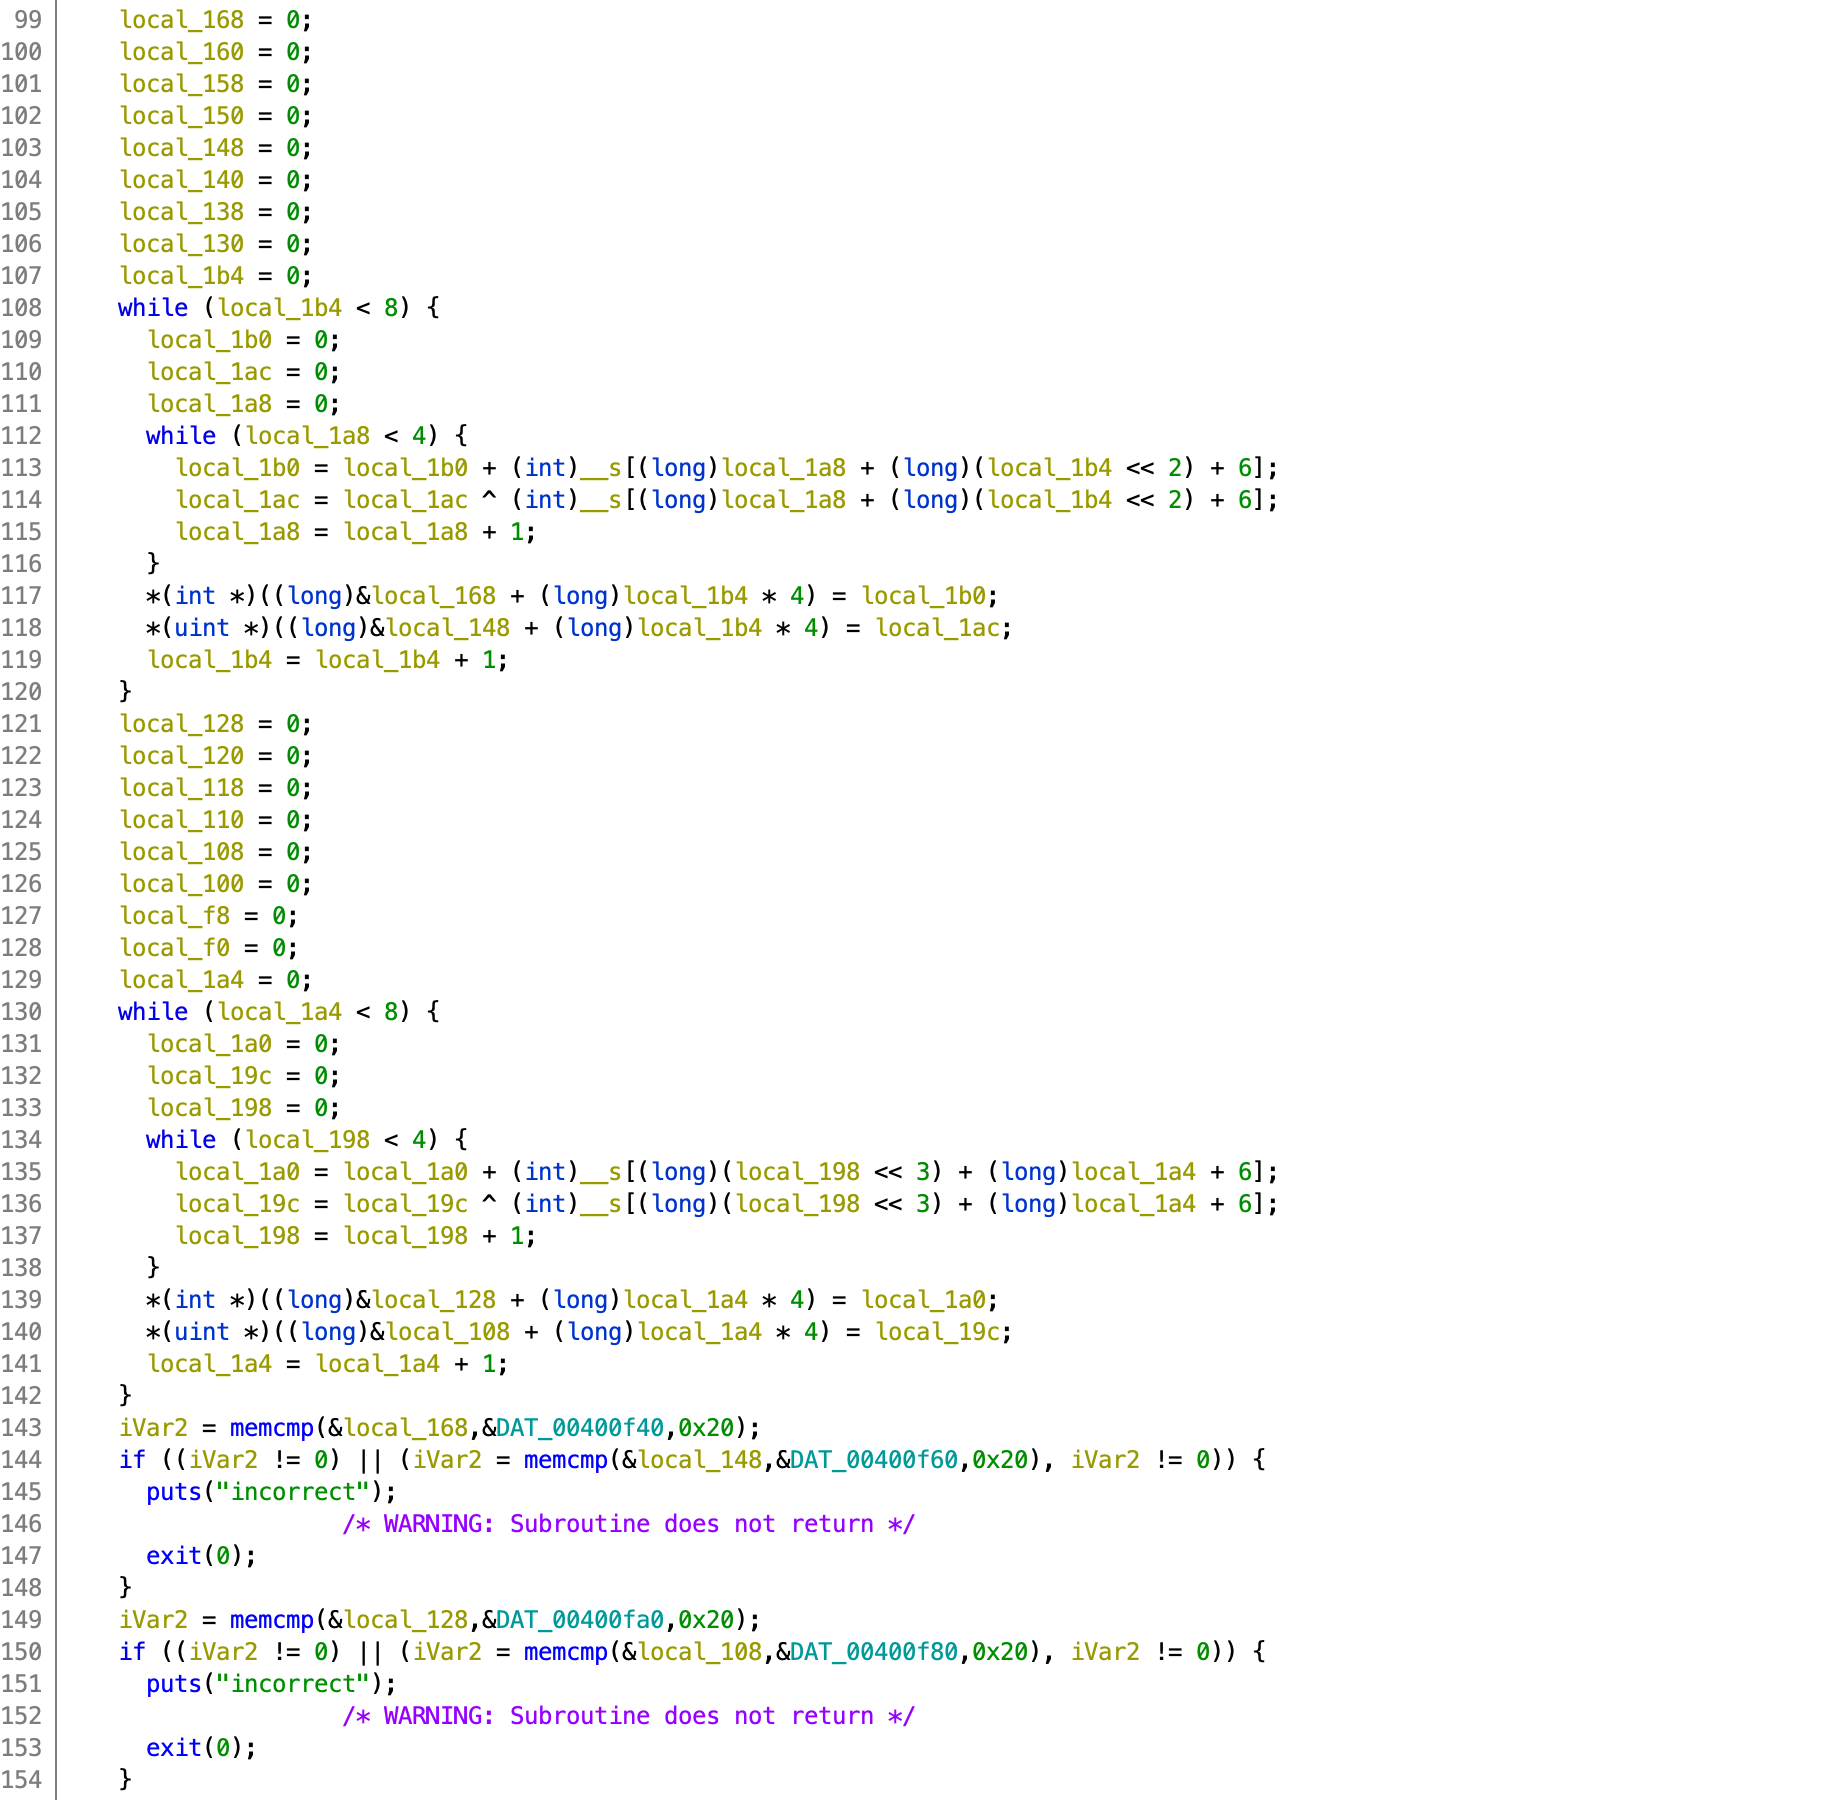 99 local_168 = 0;
100 local_160 = 0;
101 local_158 = 0;
102 local_150 = 0;
103 local_148 = 0;
104 local_140 = 0;
105 local_138 = 0;
106 local_130 = 0;
107 local_1b4 = 0;
108 while (local_1b4 < 8) {
109 local_1b0 = 0;
110 local_1ac = 0;
111 local_1a8 = 0;
112 while (local_1a8 < 4) {
113 local_1b0 = local_1b0 + (int)__s[(long)local_1a8 + (long)(local_1b4 << 2) + 6];
114 local_1ac = local_1ac ^ (int)__s[(long)local_1a8 + (long)(local_1b4 << 2) + 6];
115 local_1a8 = local_1a8 + 1;
116 }
117 *(int *)((long)&local_168 + (long)local_1b4 * 4) = local_1b0;
118 *(uint *)((long)&local_148 + (long)local_1b4 * 4) = local_1ac;
119 local_1b4 = local_1b4 + 1;
120 }
121 local_128 = 0;
122 local_120 = 0;
123 local_118 = 0;
124 local_110 = 0;
125 local_108 = 0;
126 local_100 = 0;
127 local_f8 = 0;
128 local_f0 = 0;
129 local_1a4 = 0;
130 while (local_1a4 < 8) {
131 local_1a0 = 0;
132 local_19c = 0;
133 local_198 = 0;
134 while (local_198 < 4) {
135 local_1a0 = local_1a0 + (int)__s[(long)(local_198 << 3) + (long)local_1a4 + 6];
136 local_19c = local_19c ^ (int)__s[(long)(local_198 << 3) + (long)local_1a4 + 6];
137 local_198 = local_198 + 1;
138 }
139 *(int *)((long)&local_128 + (long)local_1a4 * 4) = local_1a0;
140 *(uint *)((long)&local_108 + (long)local_1a4 * 4) = local_19c;
141 local_1a4 = local_1a4 + 1;
142 }
143 iVar2 = memcmp(&local_168,&DAT_00400f40,0x20);
144 if ((iVar2 != 0) || (iVar2 = memcmp(&local_148,&DAT_00400f60,0x20), iVar2 != 0)) {
145 puts("incorrect");
146 /* WARNING: Subroutine does not return */
147 exit(0);
148 }
149 iVar2 = memcmp(&local_128,&DAT_00400fa0,0x20);
150 if ((iVar2 != 0) || (iVar2 = memcmp(&local_108,&DAT_00400f80,0x20), iVar2 != 0)) {
151 puts("incorrect");
152 /* WARNING: Subroutine does not return */
153 exit(0);
154 }